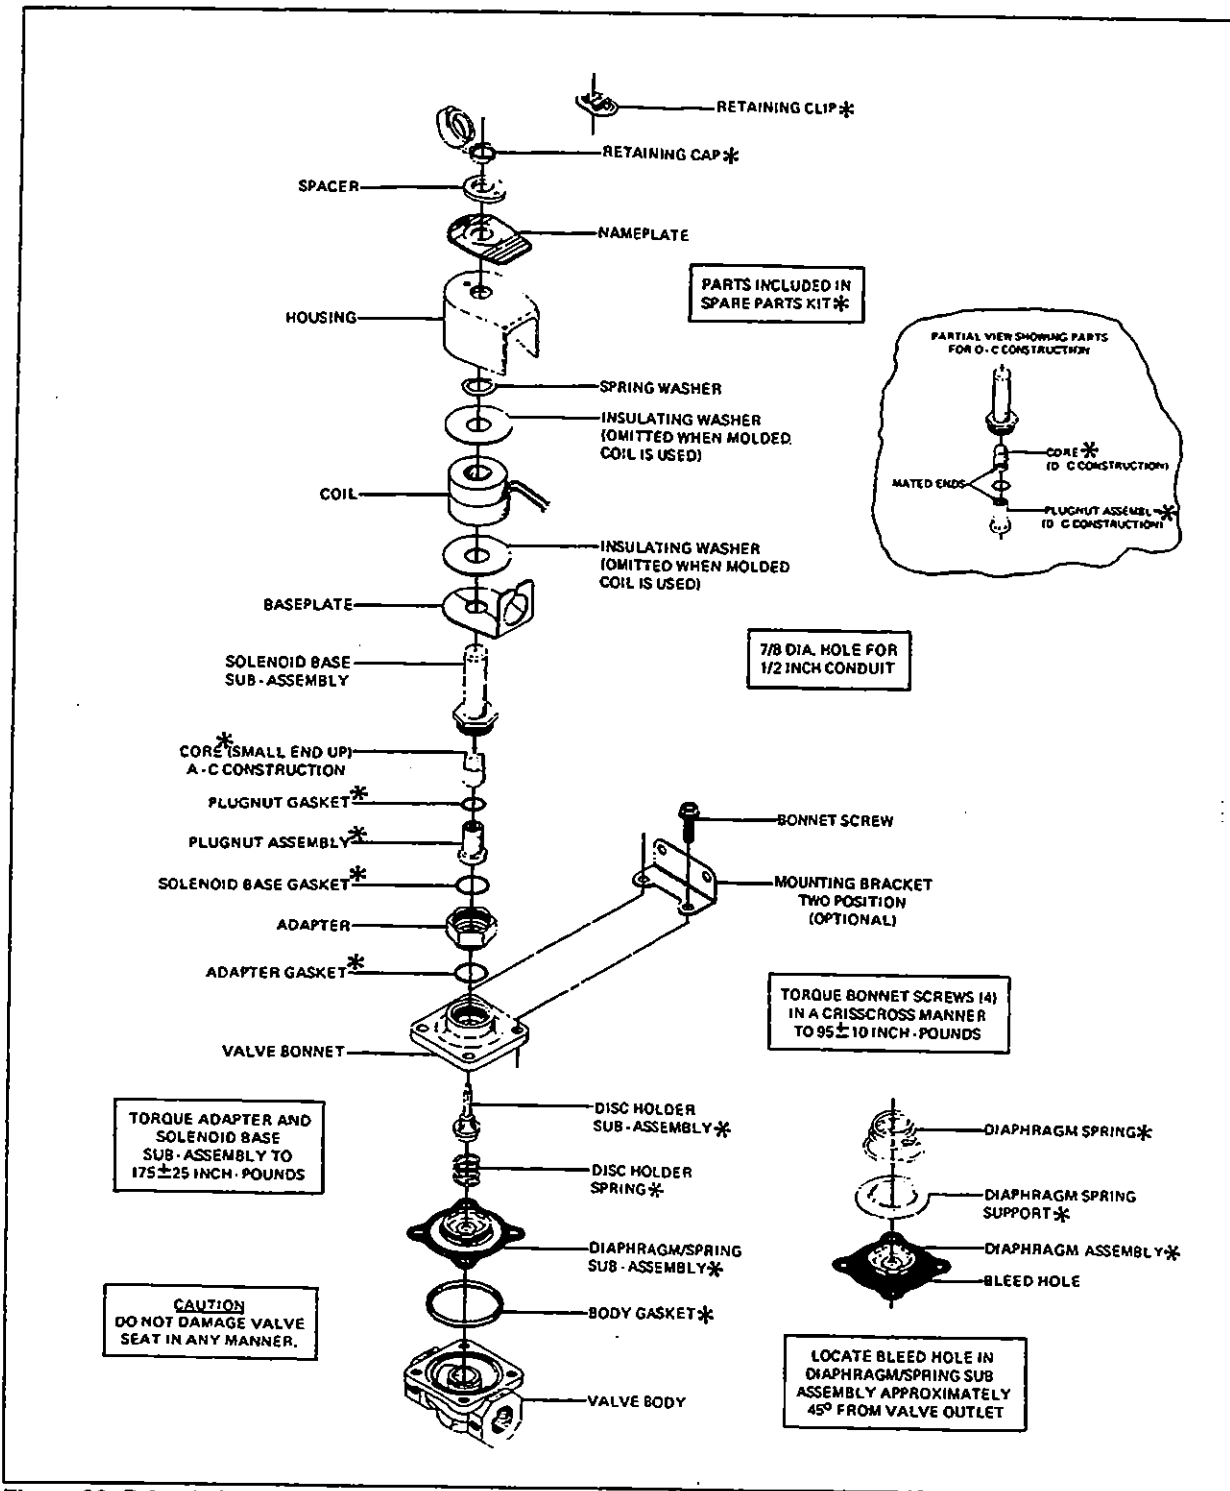 RETAINING CLIP*
RETAINING CAP*
SPACER
NAMEPLATE
PARTS INCLUDED IN
SPARE PARTS KIT*
HOUSING
PARTIAL VIEW SHOWING PARTS
FOR D-C CONSTRUCTION
SPRING WASHER
INSULATING WASHER
(OMITTED WHEN MOLDED
COIL IS USED)
CORE*
(D-C CONSTRUCTION)
MATED ENDS
PLUGNUT ASSEMBL*
(D-C CONSTRUCTION)
COIL
INSULATING WASHER
(OMITTED WHEN MOLDED
COIL IS USED)
BASEPLATE
7/8 DIA. HOLE FOR
1/2 INCH CONDUIT
SOLENOID BASE
SUB-ASSEMBLY
CORE* (SMALL END UP)
A-C CONSTRUCTION
PLUGNUT GASKET*
BONNET SCREW
PLUGNUT ASSEMBLY*
SOLENOID BASE GASKET*
MOUNTING BRACKET
TWO POSITION
(OPTIONAL)
ADAPTER
ADAPTER GASKET*
TORQUE BONNET SCREWS (4)
IN A CRISSCROSS MANNER
TO 95±10 INCH-POUNDS
VALVE BONNET
TORQUE ADAPTER AND
SOLENOID BASE
SUB-ASSEMBLY TO
175±25 INCH-POUNDS
DISC HOLDER
SUB-ASSEMBLY*
DISC HOLDER
SPRING*
DIAPHRAGM SPRING*
DIAPHRAGM SPRING
SUPPORT*
DIAPHRAGM/SPRING
SUB-ASSEMBLY*
DIAPHRAGM ASSEMBLY*
BLEED HOLE
CAUTION
DO NOT DAMAGE VALVE
SEAT IN ANY MANNER.
BODY GASKET*
LOCATE BLEED HOLE IN
DIAPHRAGM/SPRING SUB
ASSEMBLY APPROXIMATELY
45° FROM VALVE OUTLET
VALVE BODY